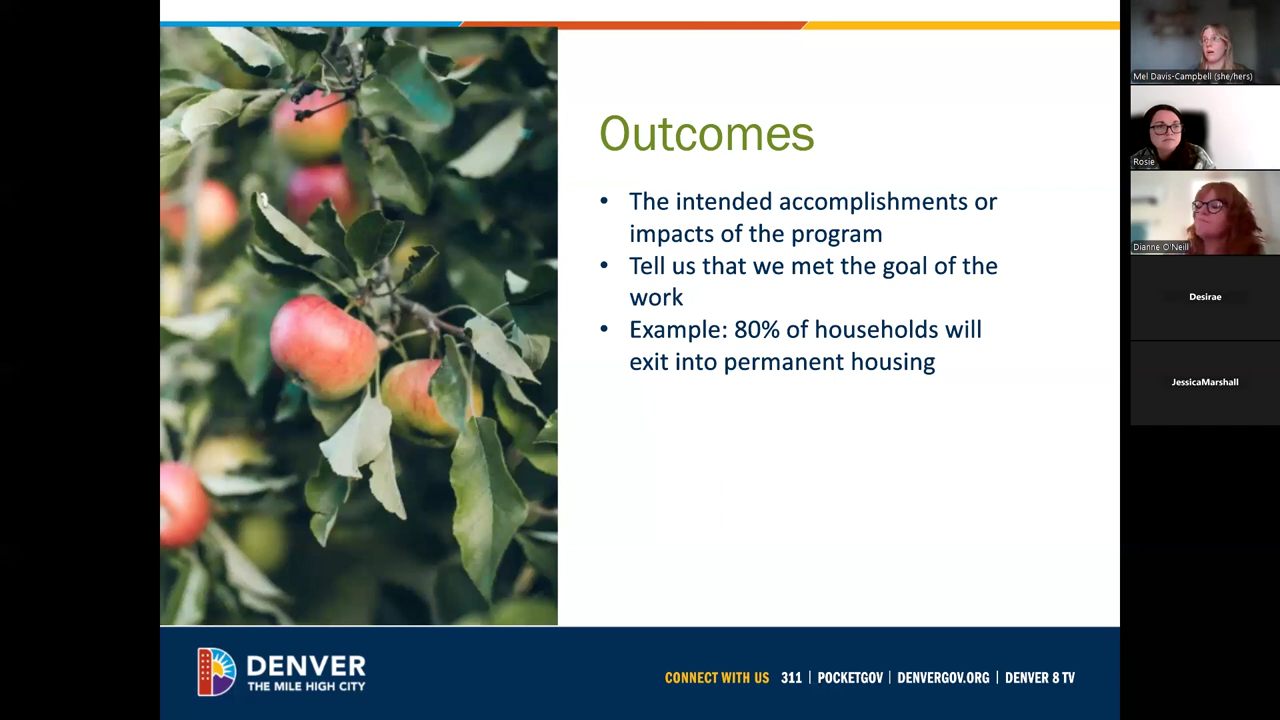 Outcomes
• The intended accomplishments or
impacts of the program
• Tell us that we met the goal of the
work
• Example: 80% of households will
exit into permanent housing
DENVER
THE MILE HIGH CITY
CONNECT WITH US 311 | POCKETGOV | DENVERGOV.ORG | DENVER 8 TV
Mel Davis-Campbell (she/hers)
Rosie
Dianne O'Neill
Desirae
JessicaMarshall